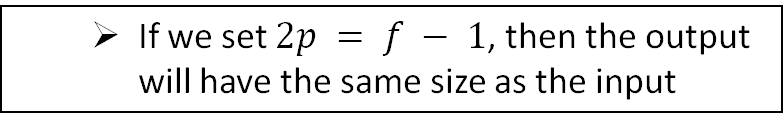 ➢ If we set 2p = f − 1, then the output
will have the same size as the input